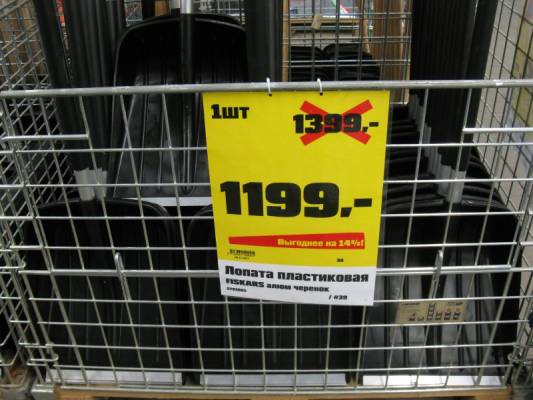 1шт
1399,-
1199,-
Выгоднее на 14%!
Лопата пластиковая
FISKARS алюм черенок
/ #39